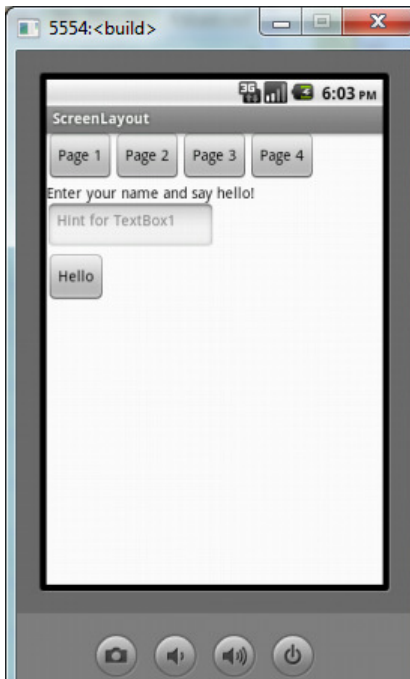 5554:<build>
3G 6:03 PM
ScreenLayout
Page 1 Page 2 Page 3 Page 4
Enter your name and say hello!
Hint for TextBox1
Hello